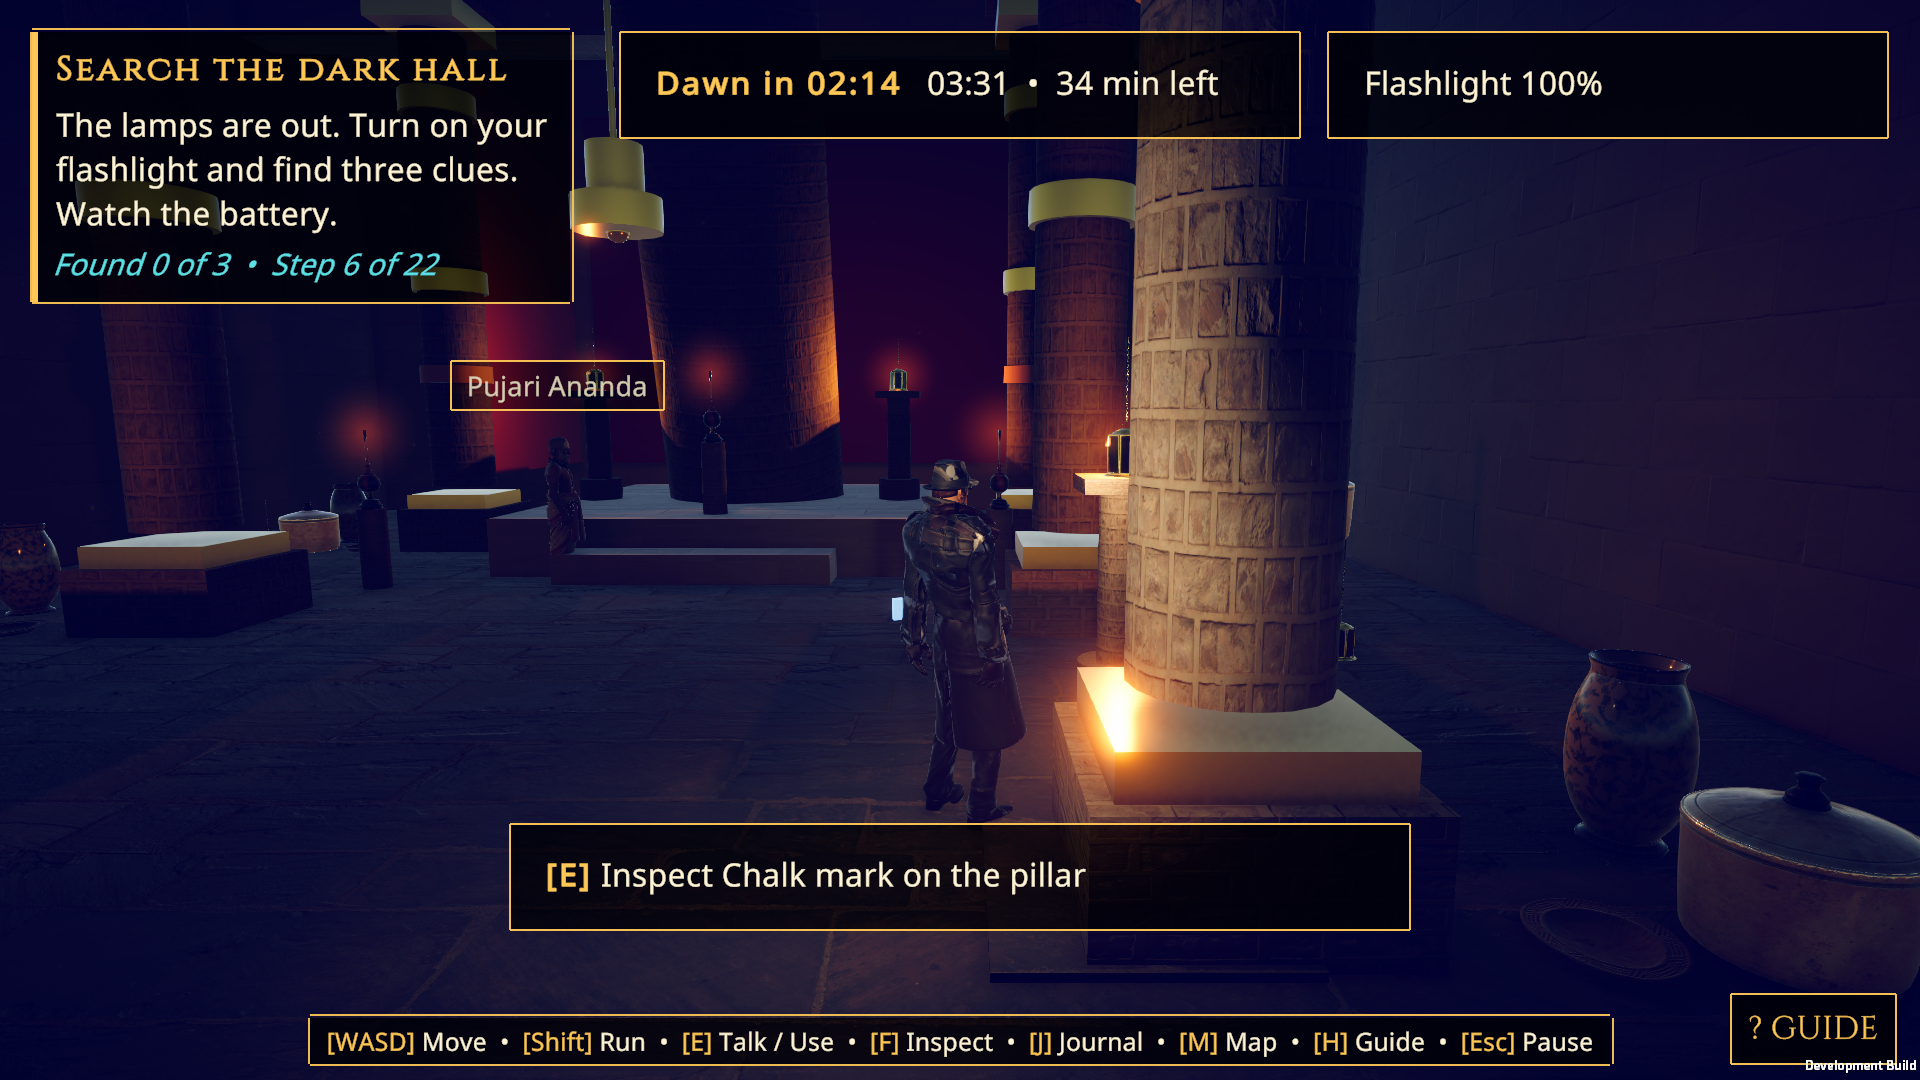 SEARCH THE DARK HALL
The lamps are out. Turn on your
flashlight and find three clues.
Watch the battery.
Found 0 of 3 • Step 6 of 22
Dawn in 02:14 03:31 • 34 min left
Flashlight 100%
Pujari Ananda
[E] Inspect Chalk mark on the pillar
[WASD] Move • [Shift] Run • [E] Talk / Use • [F] Inspect • [J] Journal • [M] Map • [H] Guide • [Esc] Pause
? GUIDE
Development Build